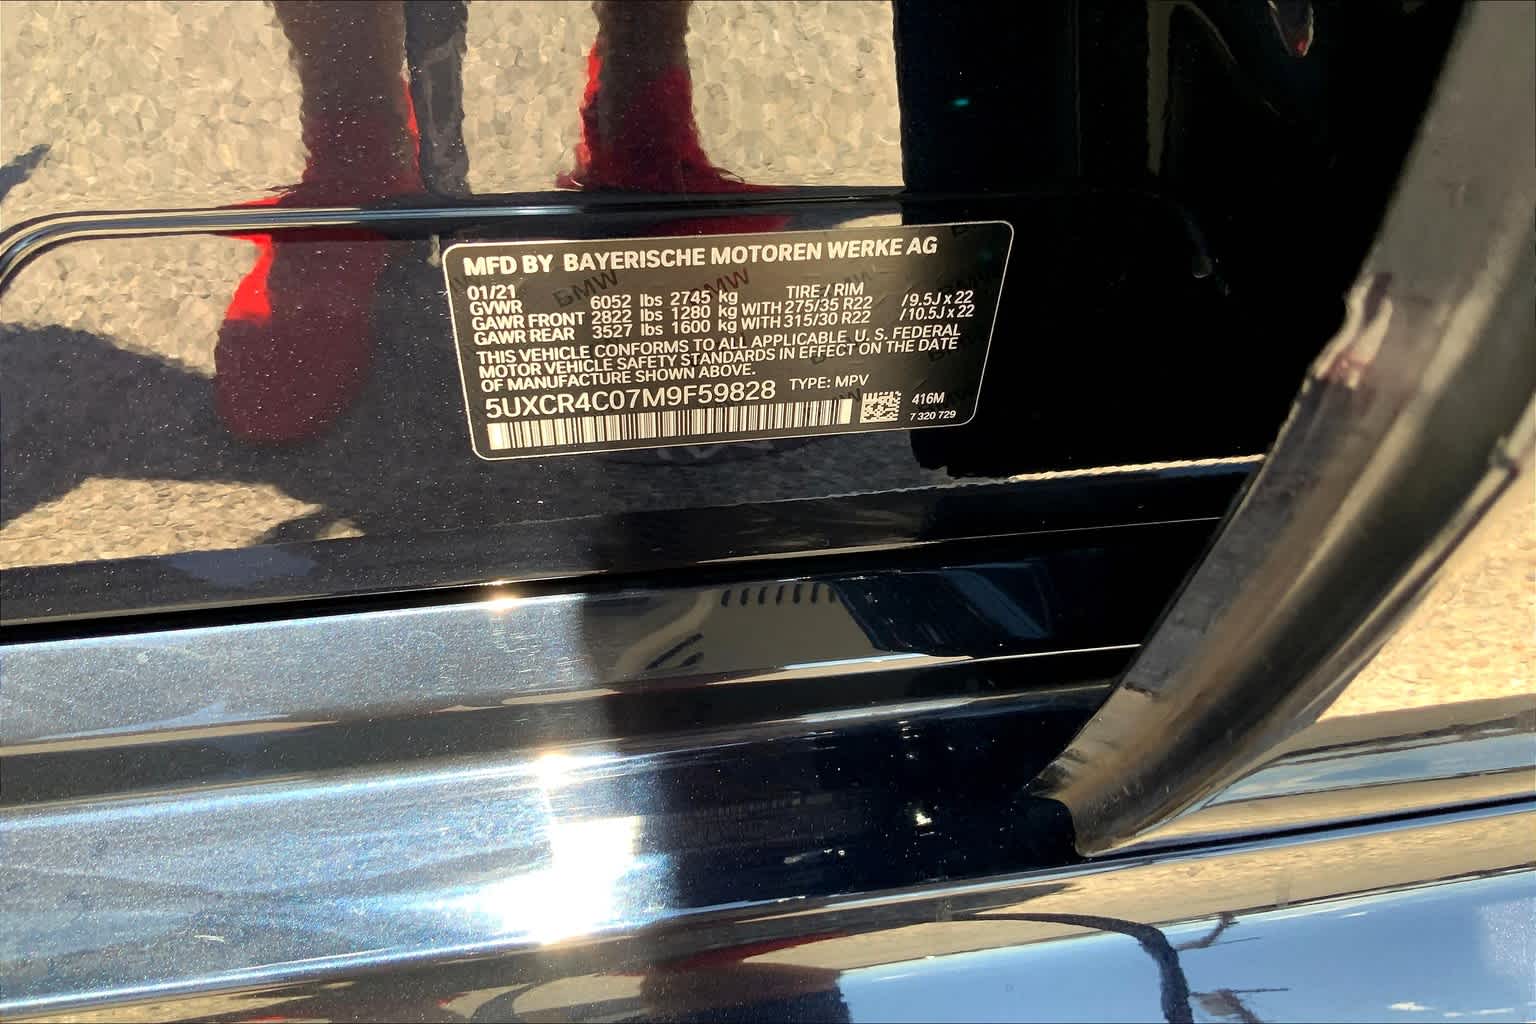 MFD BY BAYERISCHE MOTOREN WERKE AG
01/21 TIRE / RIM
GVWR 6052 lbs 2745 kg
GAWR FRONT 2822 lbs 1280 kg WITH 275/35 R22 / 9.5J x 22
GAWR REAR 3527 lbs 1600 kg WITH 315/30 R22 / 10.5J x 22
THIS VEHICLE CONFORMS TO ALL APPLICABLE U. S. FEDERAL
MOTOR VEHICLE SAFETY STANDARDS IN EFFECT ON THE DATE
OF MANUFACTURE SHOWN ABOVE.
5UXCR4C07M9F59828 TYPE: MPV
416M
7 320 729
BMW
BMW